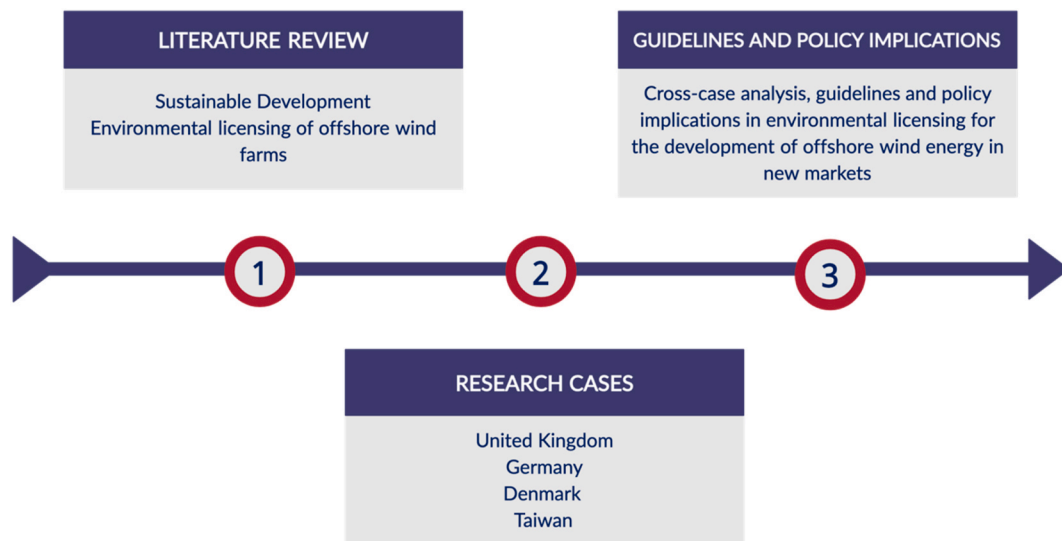 LITERATURE REVIEW
Sustainable Development
Environmental licensing of offshore wind
farms
GUIDELINES AND POLICY IMPLICATIONS
Cross-case analysis, guidelines and policy
implications in environmental licensing for
the development of offshore wind energy in
new markets
1
2
3
RESEARCH CASES
United Kingdom
Germany
Denmark
Taiwan